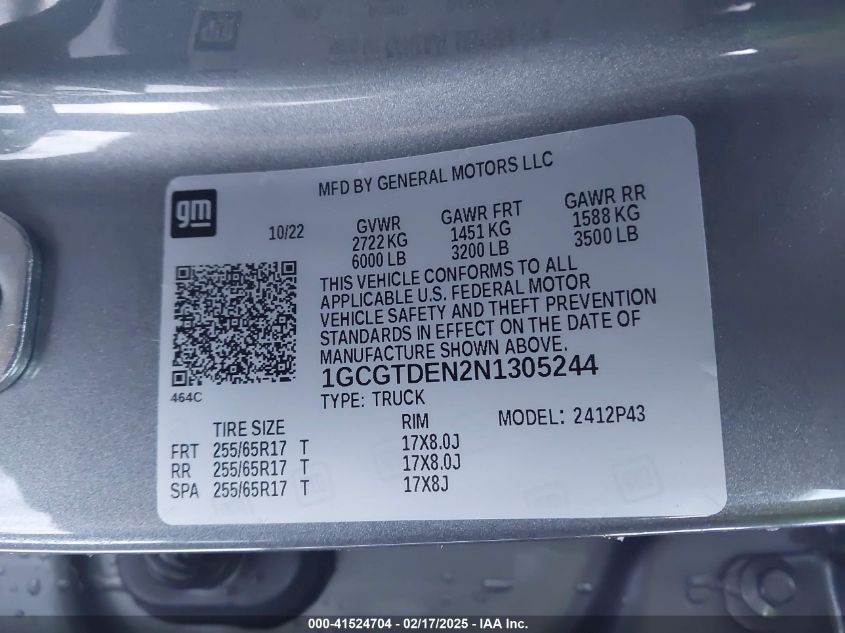 MFD BY GENERAL MOTORS LLC
gm
10/22
GVWR
2722 KG
6000 LB
GAWR FRT
1451 KG
3200 LB
GAWR RR
1588 KG
3500 LB
THIS VEHICLE CONFORMS TO ALL
APPLICABLE U.S. FEDERAL MOTOR
VEHICLE SAFETY AND THEFT PREVENTION
STANDARDS IN EFFECT ON THE DATE OF
MANUFACTURE SHOWN ABOVE.
1GCGTDEN2N1305244
464C
TYPE: TRUCK
TIRE SIZE RIM MODEL: 2412P43
FRT 255/65R17 T 17X8.0J
RR 255/65R17 T 17X8.0J
SPA 255/65R17 T 17X8J
000-41524704 - 02/17/2025 - IAA Inc.